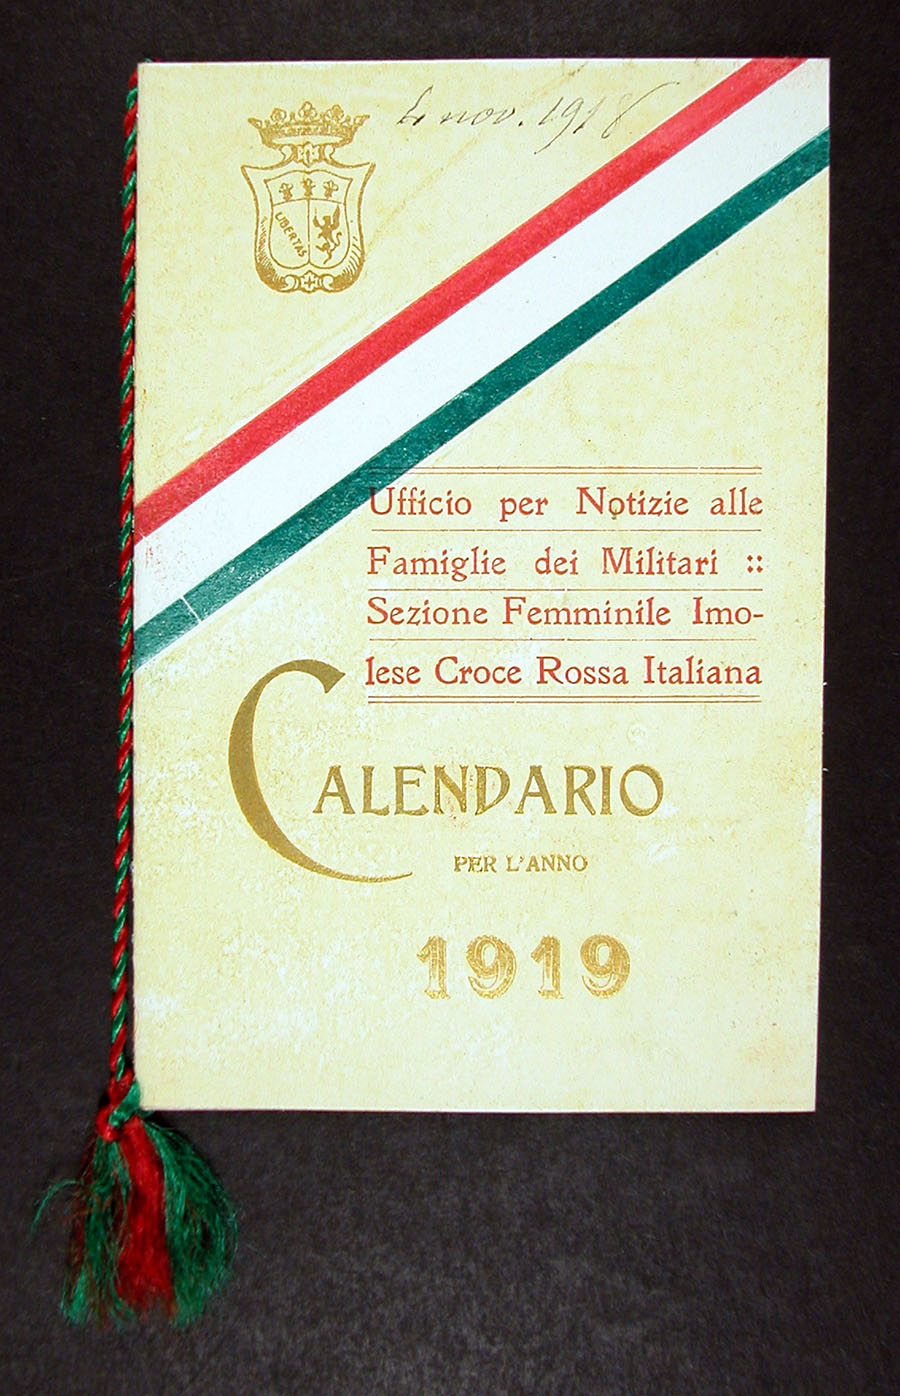 4 nov. 1918
LIBERTAS
Ufficio per Notizie alle
Famiglie dei Militari ::
Sezione Femminile Imo-
lese Croce Rossa Italiana
CALENDARIO
PER L'ANNO
1919